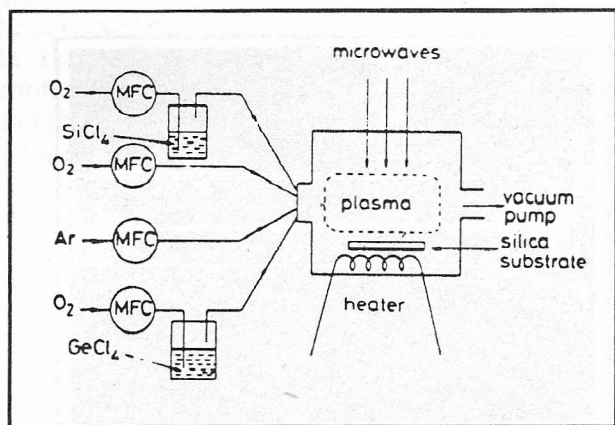 microwaves
O₂ MFC
SiCl₄
O₂ MFC
Ar MFC
O₂ MFC
GeCl₄
plasma
vacuum
pump
silica
substrate
heater